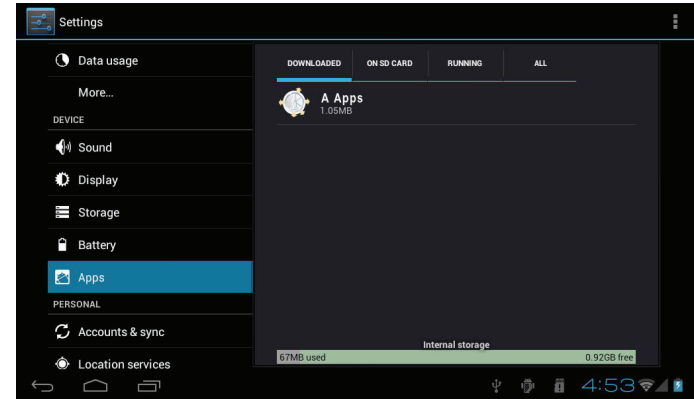 Settings
Data usage
More...
DEVICE
Sound
Display
Storage
Battery
Apps
PERSONAL
Accounts & sync
Location services
DOWNLOADED
ON SD CARD
RUNNING
ALL
A Apps
1.05MB
Internal storage
67MB used
0.92GB free
4:53